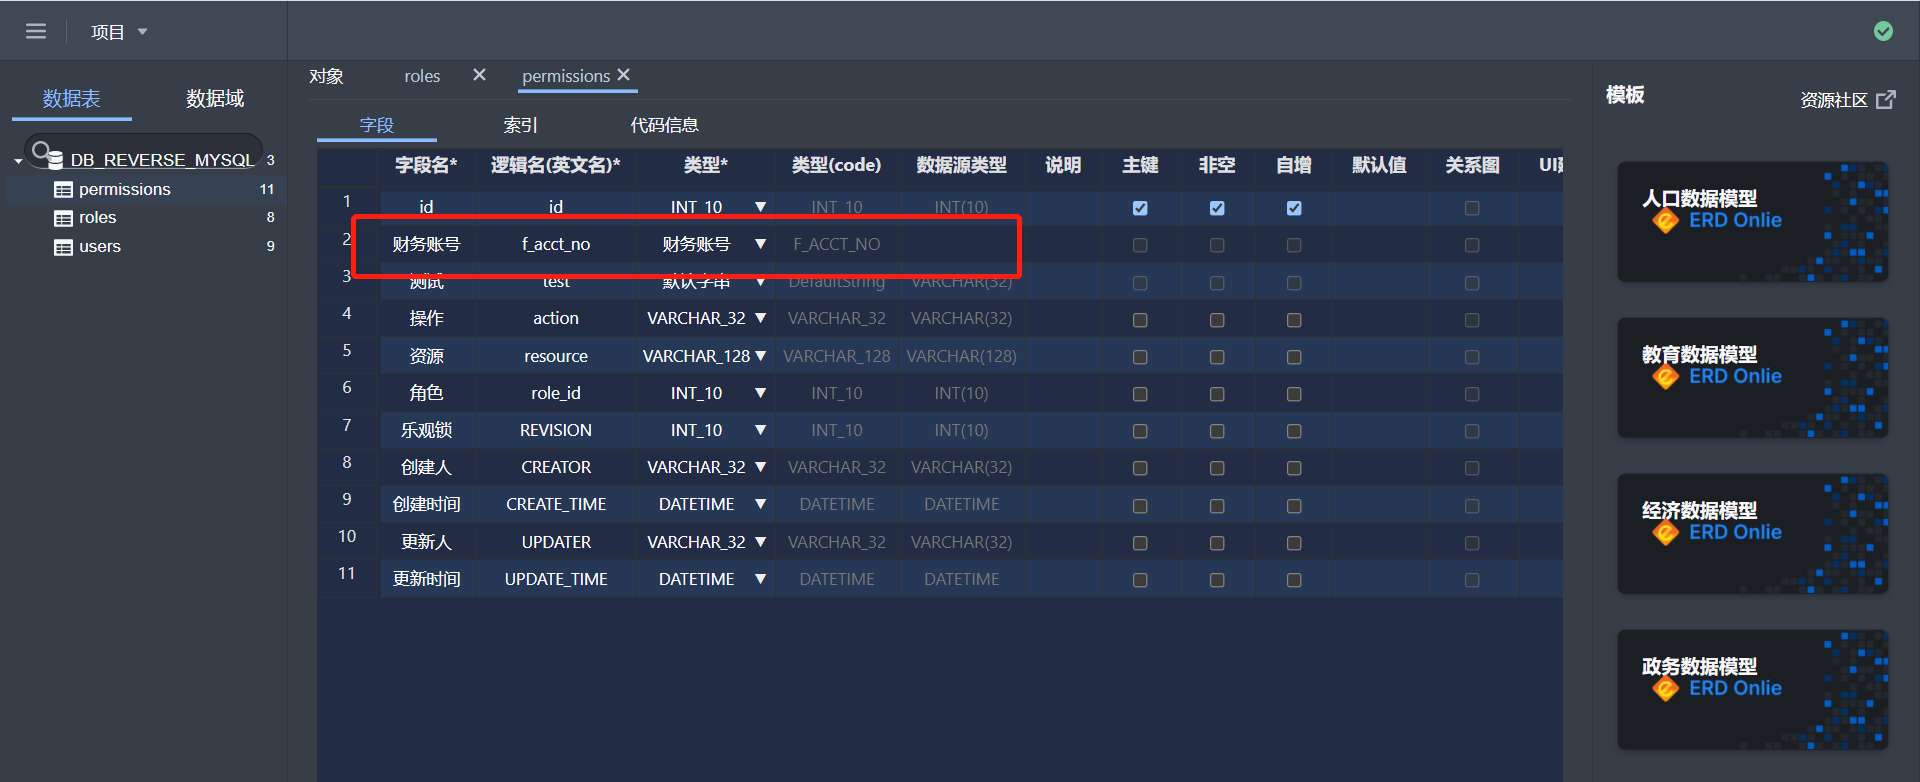 项目
数据表 数据域
DB_REVERSE_MYSQL 3
permissions 11
roles 8
users 9
对象 roles permissions
字段 索引 代码信息
字段名* 逻辑名(英文名)* 类型* 类型(code) 数据源类型 说明 主键 非空 自增 默认值 关系图
1 id id INT_10 INT_10 INT(10)
2 财务账号 f_acct_no 财务账号 F_ACCT_NO
3 测试 test 默认字串 DefaultString VARCHAR(32)
4 操作 action VARCHAR_32 VARCHAR_32 VARCHAR(32)
5 资源 resource VARCHAR_128 VARCHAR_128 VARCHAR(128)
6 角色 role_id INT_10 INT_10 INT(10)
7 乐观锁 REVISION INT_10 INT_10 INT(10)
8 创建人 CREATOR VARCHAR_32 VARCHAR_32 VARCHAR(32)
9 创建时间 CREATE_TIME DATETIME DATETIME DATETIME
10 更新人 UPDATER VARCHAR_32 VARCHAR_32 VARCHAR(32)
11 更新时间 UPDATE_TIME DATETIME DATETIME DATETIME
模板 资源社区
人口数据模型
ERD Onlie
教育数据模型
ERD Onlie
经济数据模型
ERD Onlie
政务数据模型
ERD Onlie